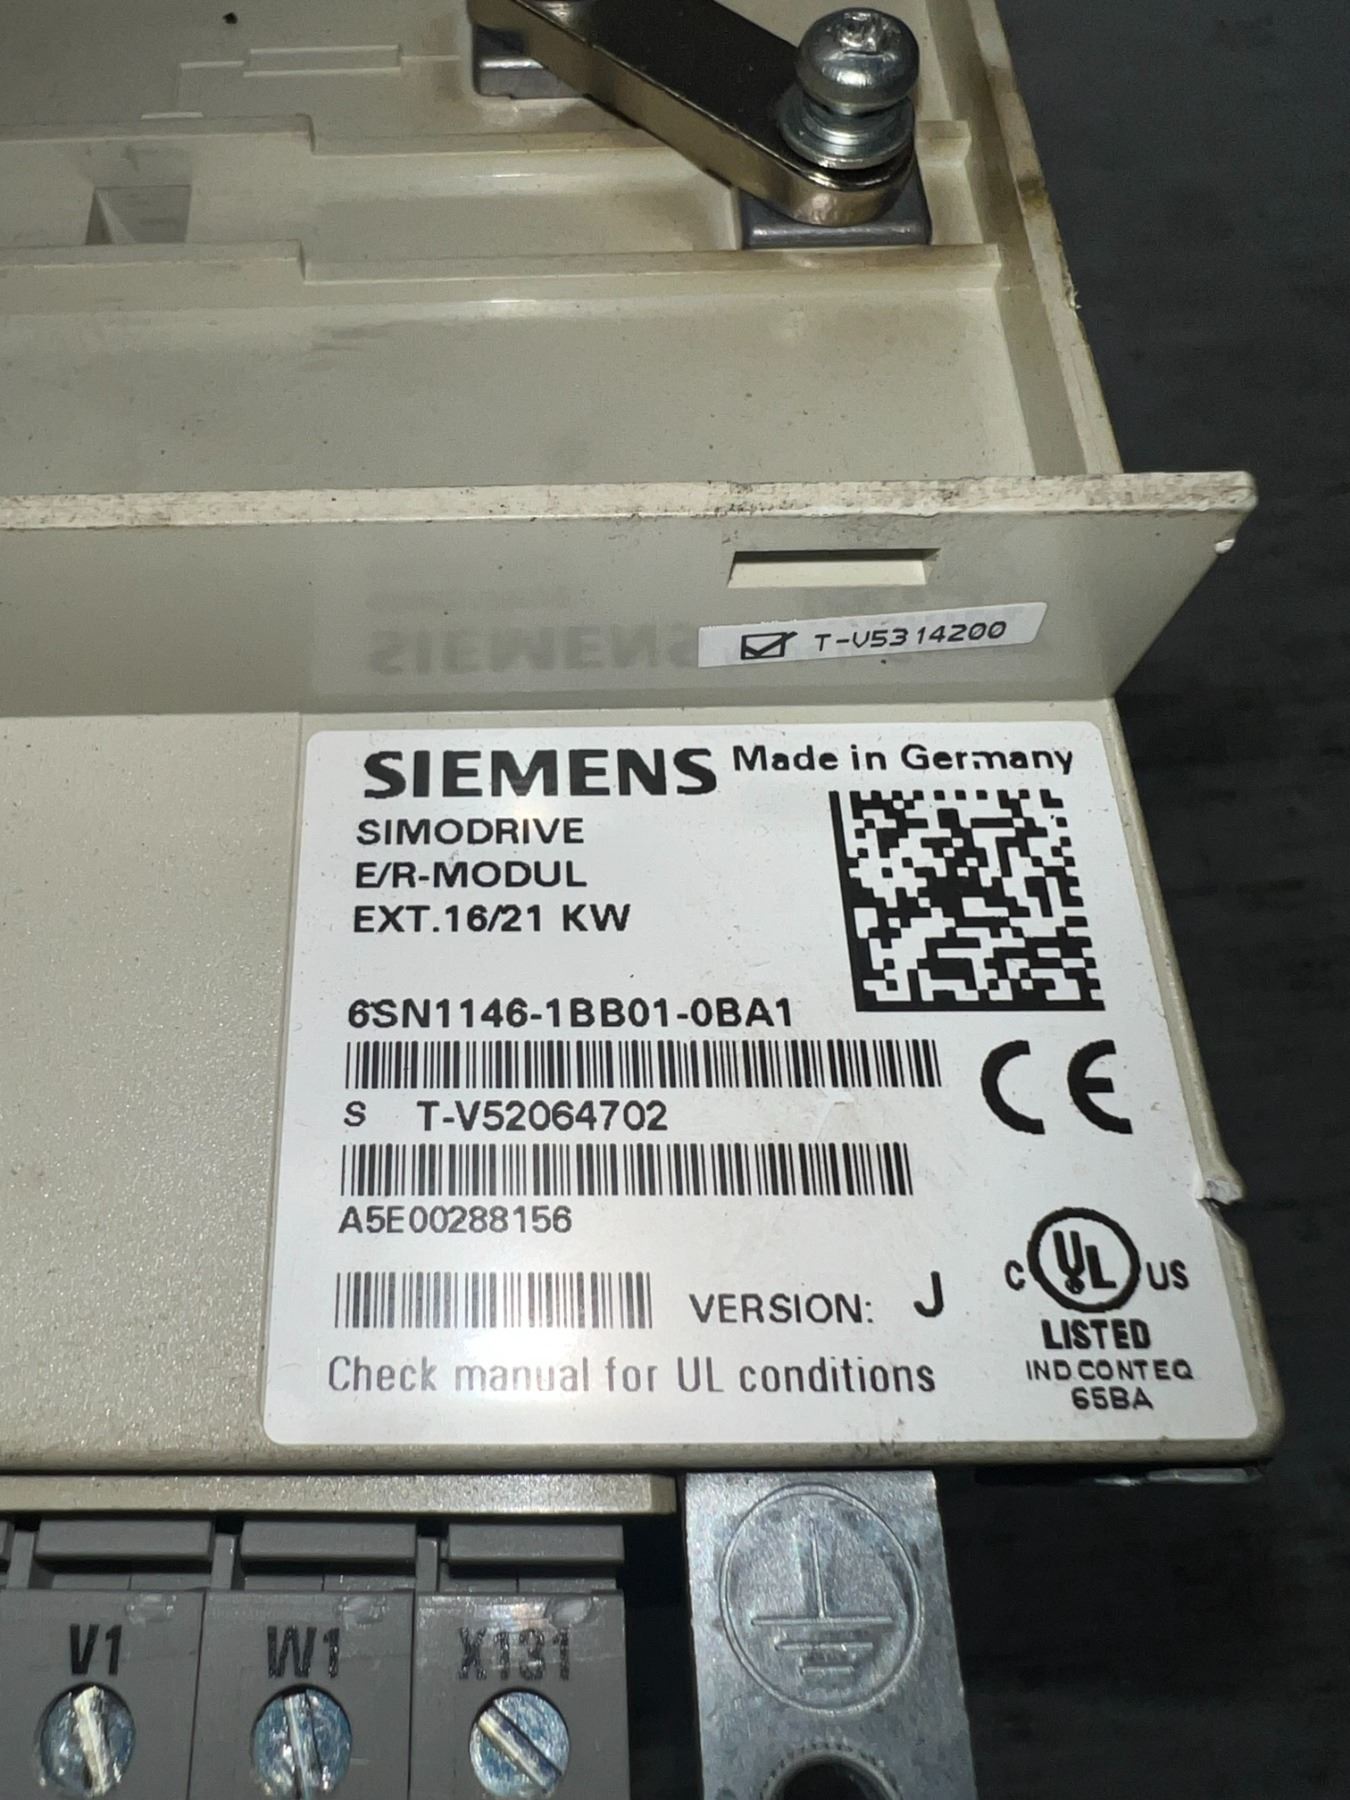 T-V5314200
SIEMENS Made in Germany
SIMODRIVE
E/R-MODUL
EXT.16/21 KW
6SN1146-1BB01-0BA1
S T-V52064702
A5E00288156
VERSION: J
Check manual for UL conditions
C UL US
LISTED
IND.CONT.EQ
65BA
V1 W1 X131